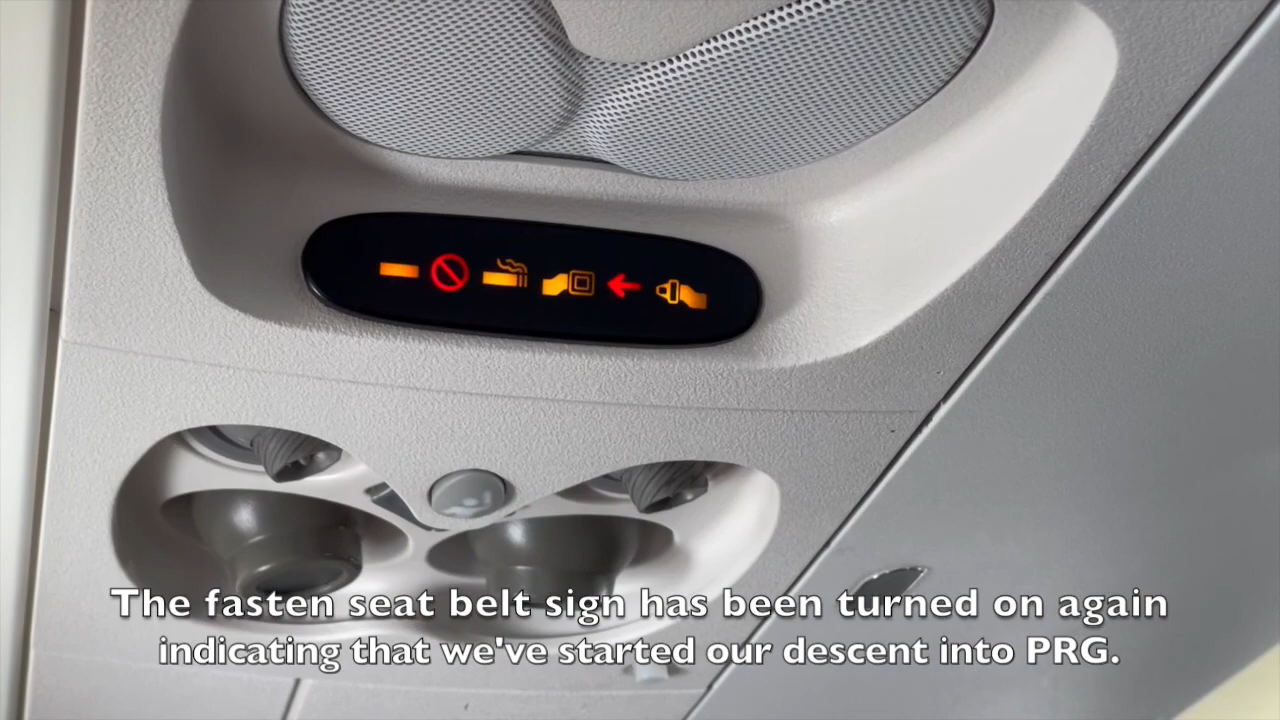 The fasten seat belt sign has been turned on again
indicating that we've started our descent into PRG.